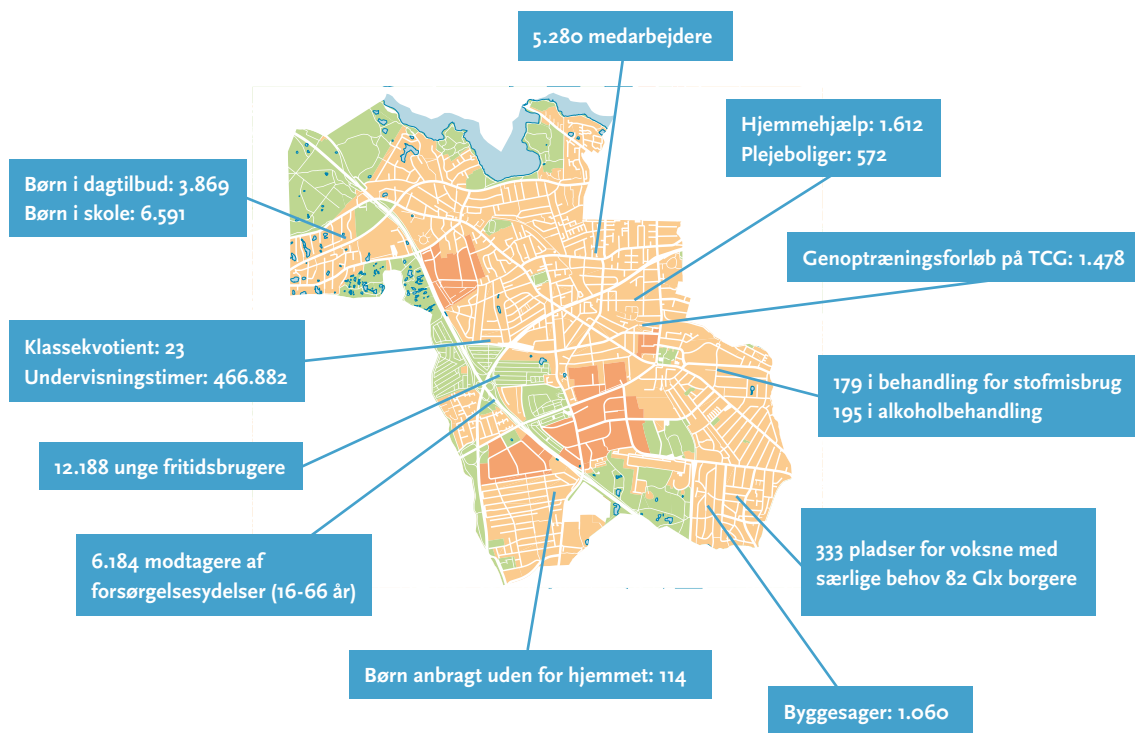 5.280 medarbejdere
Hjemmehjælp: 1.612
Plejeboliger: 572
Børn i dagtilbud: 3.869
Børn i skole: 6.591
Genoptræningsforløb på TCG: 1.478
Klassekvotient: 23
Undervisningstimer: 466.882
179 i behandling for stofmisbrug
195 i alkoholbehandling
12.188 unge fritidsbrugere
6.184 modtagere af
forsørgelsesydelser (16-66 år)
333 pladser for voksne med
særlige behov 82 Glx borgere
Børn anbragt uden for hjemmet: 114
Byggesager: 1.060